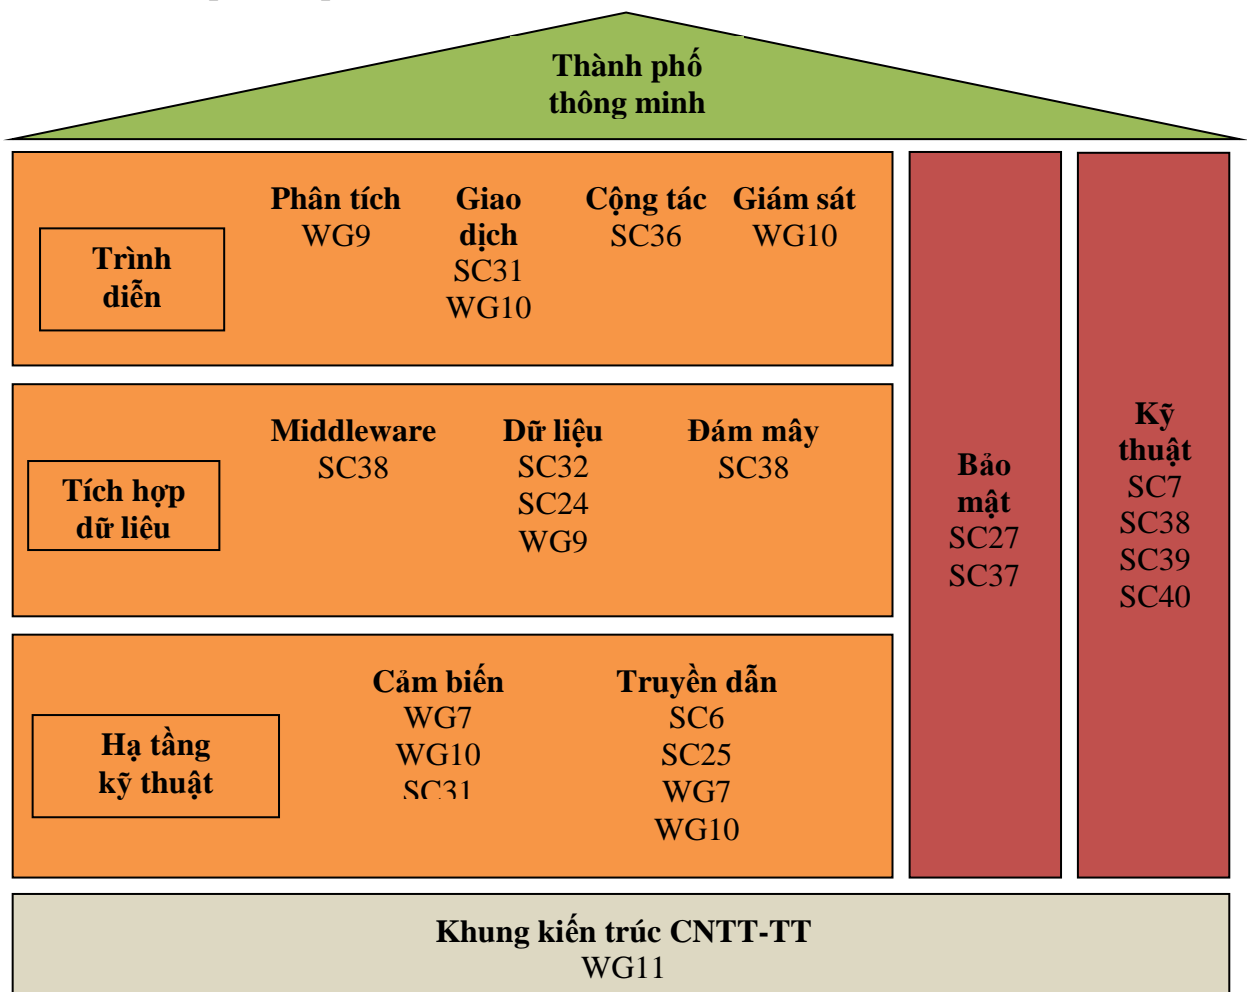 Thành phố
thông minh
Trình
diễn
Phân tích
WG9
Giao
dịch
SC31
WG10
Cộng tác
SC36
Giám sát
WG10
Tích hợp
dữ liêu
Middleware
SC38
Dữ liệu
SC32
SC24
WG9
Đám mây
SC38
Hạ tầng
kỹ thuật
Cảm biến
WG7
WG10
SC31
Truyền dẫn
SC6
SC25
WG7
WG10
Bảo
mật
SC27
SC37
Kỹ
thuật
SC7
SC38
SC39
SC40
Khung kiến trúc CNTT-TT
WG11